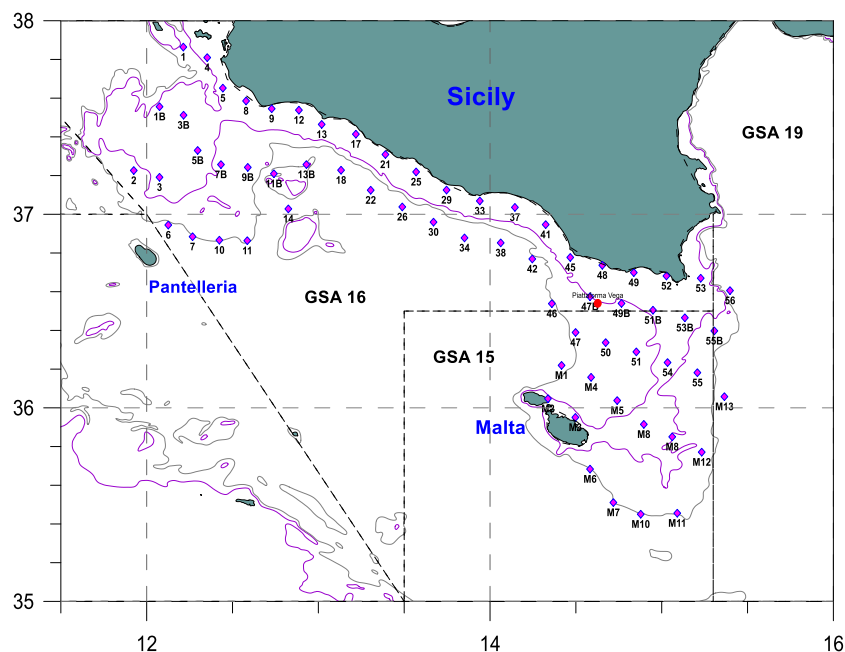 38
1
4
Sicily
5
8
9
12
1B
3B
13
GSA 19
17
5B
21
7B
9B
13B
2
3
11B
18
25
22
29
14
26
33
37
37
6
7
10
11
30
41
34
38
42
45
48
49
52
53
Pantelleria
56
Piattaforma Vega
GSA 16
47B
46
49B
51B
53B
55B
47
50
51
GSA 15
54
M1
55
M4
M13
36
M2
M5
Malta
M3
M8
M8
M12
M6
M7
M10
M11
35
12
14
16